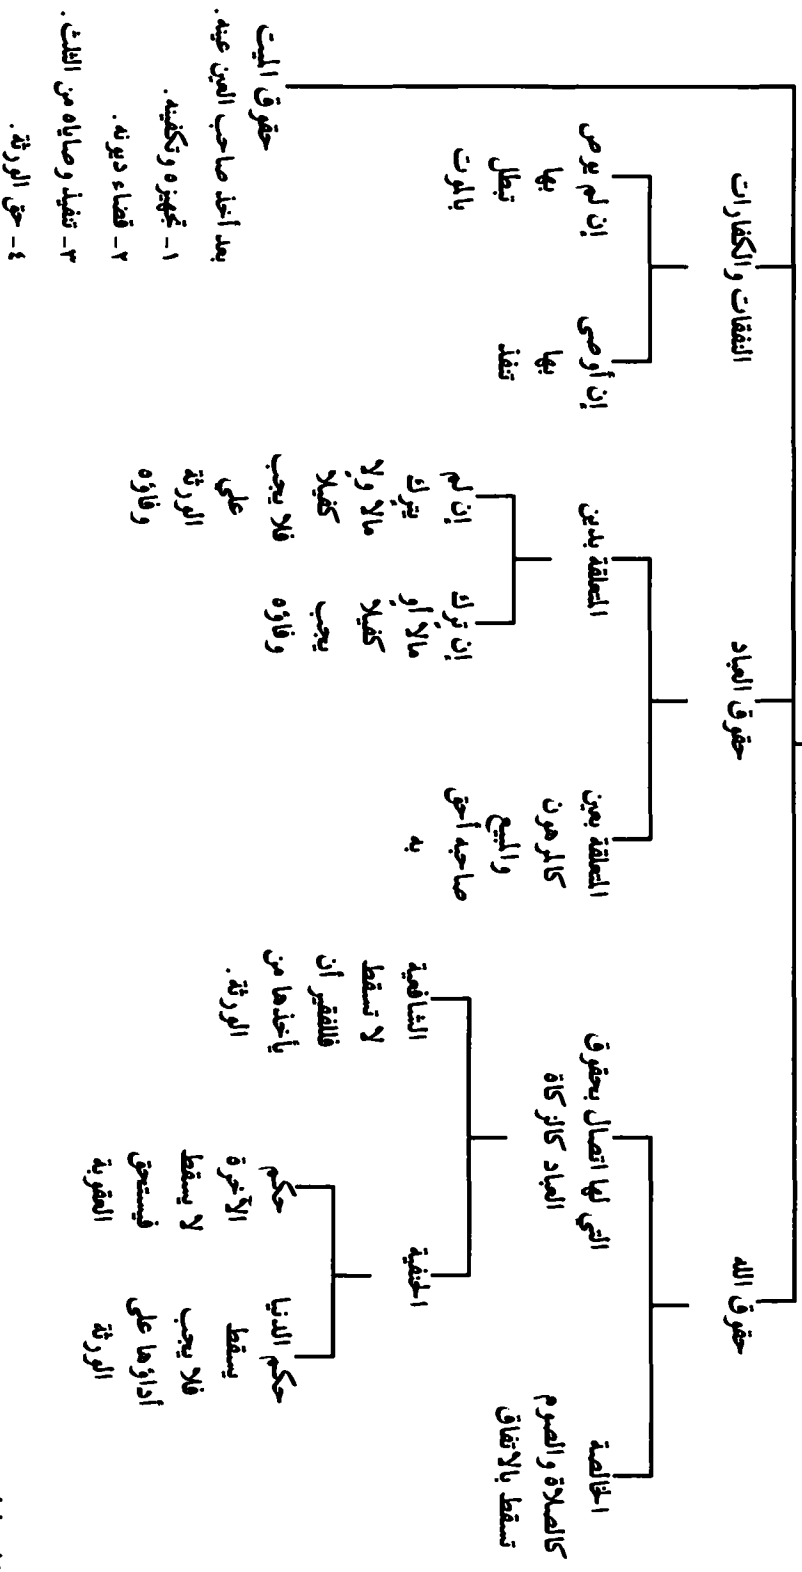 حقوق الله
الخالصة
كالصلاة والصوم
تسقط بالاتفاق
التي لها اتصال بحقوق
العباد كالزكاة
الحنفية
حكم الدنيا
يسقط
فلا يجب
أداؤها على
الورثة
حكم
الآخرة
لا يسقط
فيستحق
العقوبة
الشافعية
لا تسقط
فللفقير أن
يأخذها من
الورثة.
حقوق العباد
المتعلقة بعين
كالمرهون
والمبيع
صاحبه أحق
به
المتعلقة بدين
إن ترك
مالاً أو
كفيلا
يجب
وفاؤه
إن لم
يترك
مالا ولا
كفيلا
فلا يجب
علي
الورثة
وفاؤه
النفقات والكفارات
إن أوصى
بها
تنفذ
إن لم يوص
بها
تبطل
بالموت
حقوق الميت
بعد أخذ صاحب العين عينه.
١- تجهيزه وتكفينه.
٢- قضاء ديونه.
٣- تنفيذ وصاياه من الثلث.
٤- حق الورثة.